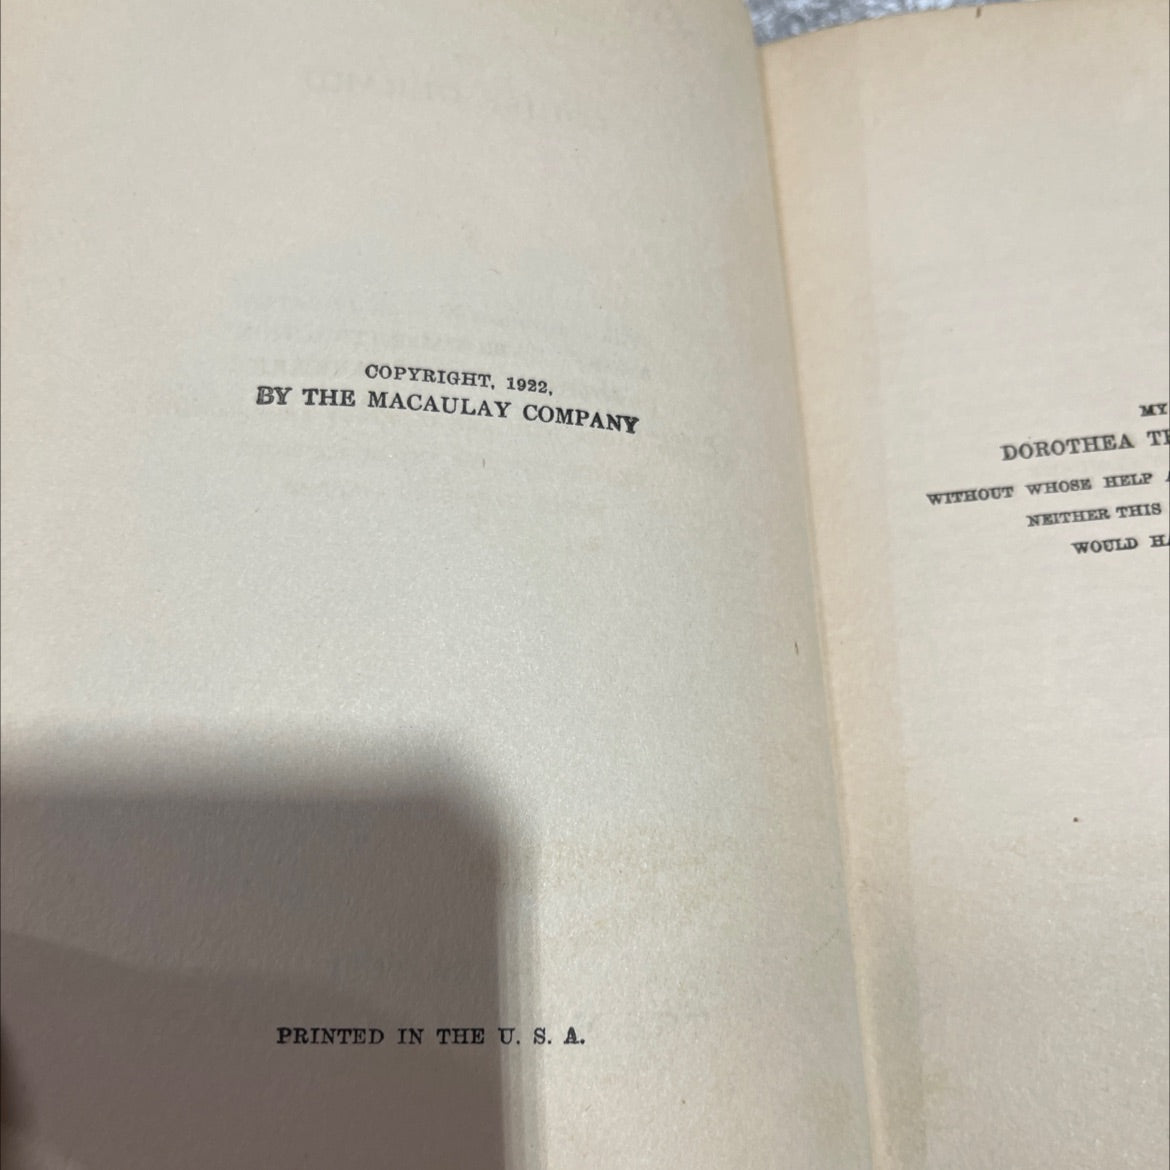 COPYRIGHT, 1922,
BY THE MACAULAY COMPANY
PRINTED IN THE U. S. A.
MY
DOROTHEA
WITHOUT WHOSE HELP
NEITHER THIS
WOULD